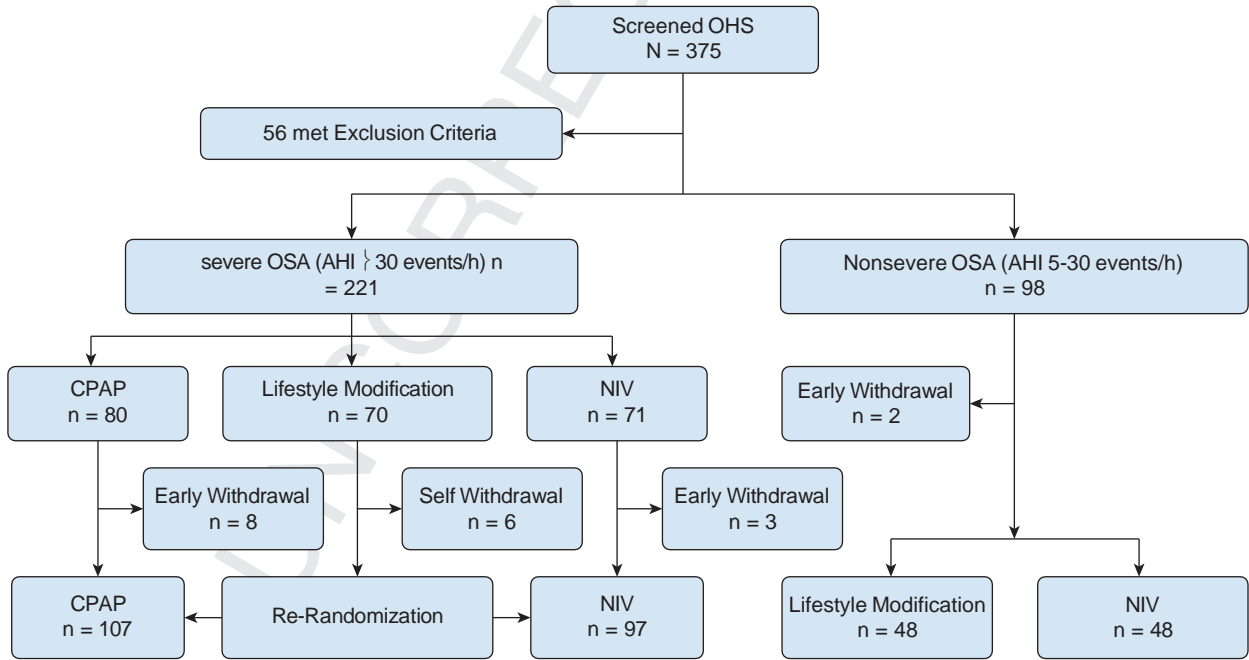 Screened OHS
N = 375
56 met Exclusion Criteria
severe OSA (AHI } 30 events/h) n
= 221
Nonsevere OSA (AHI 5-30 events/h)
n = 98
CPAP
n = 80
Lifestyle Modification
n = 70
NIV
n = 71
Early Withdrawal
n = 2
Early Withdrawal
n = 8
Self Withdrawal
n = 6
Early Withdrawal
n = 3
CPAP
n = 107
Re-Randomization
NIV
n = 97
Lifestyle Modification
n = 48
NIV
n = 48